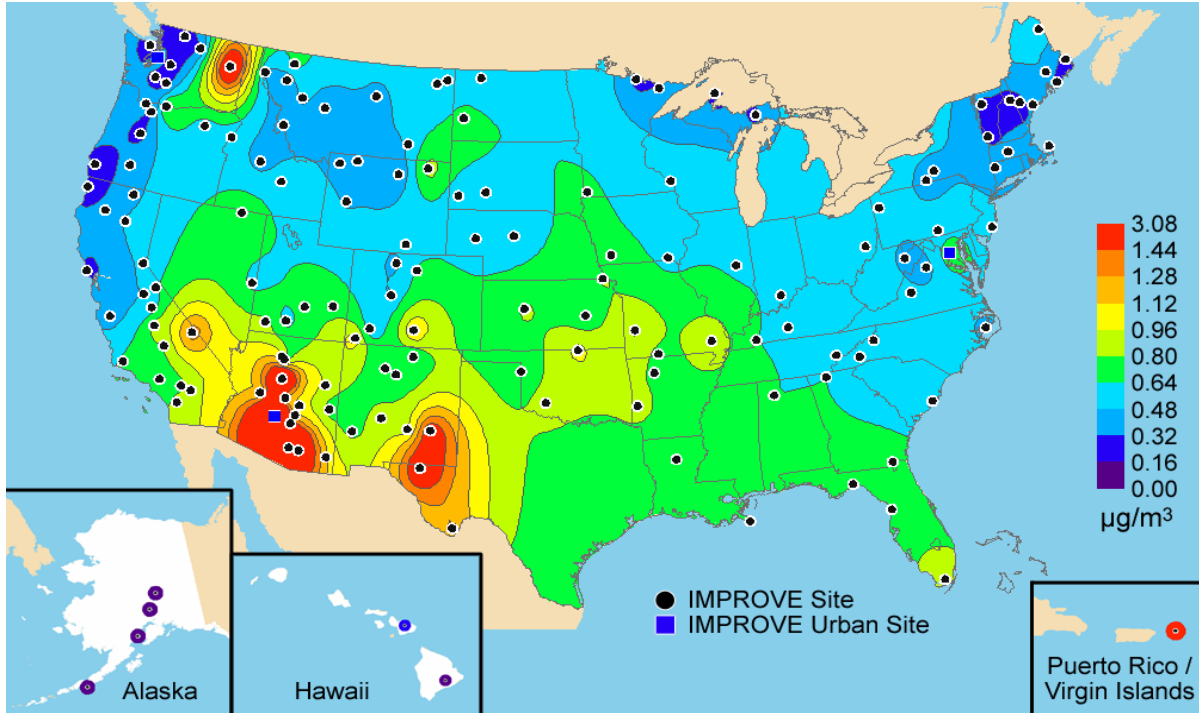 3.08
1.44
1.28
1.12
0.96
0.80
0.64
0.48
0.32
0.16
0.00
µg/m³
IMPROVE Site
IMPROVE Urban Site
Alaska
Hawaii
Puerto Rico /
Virgin Islands